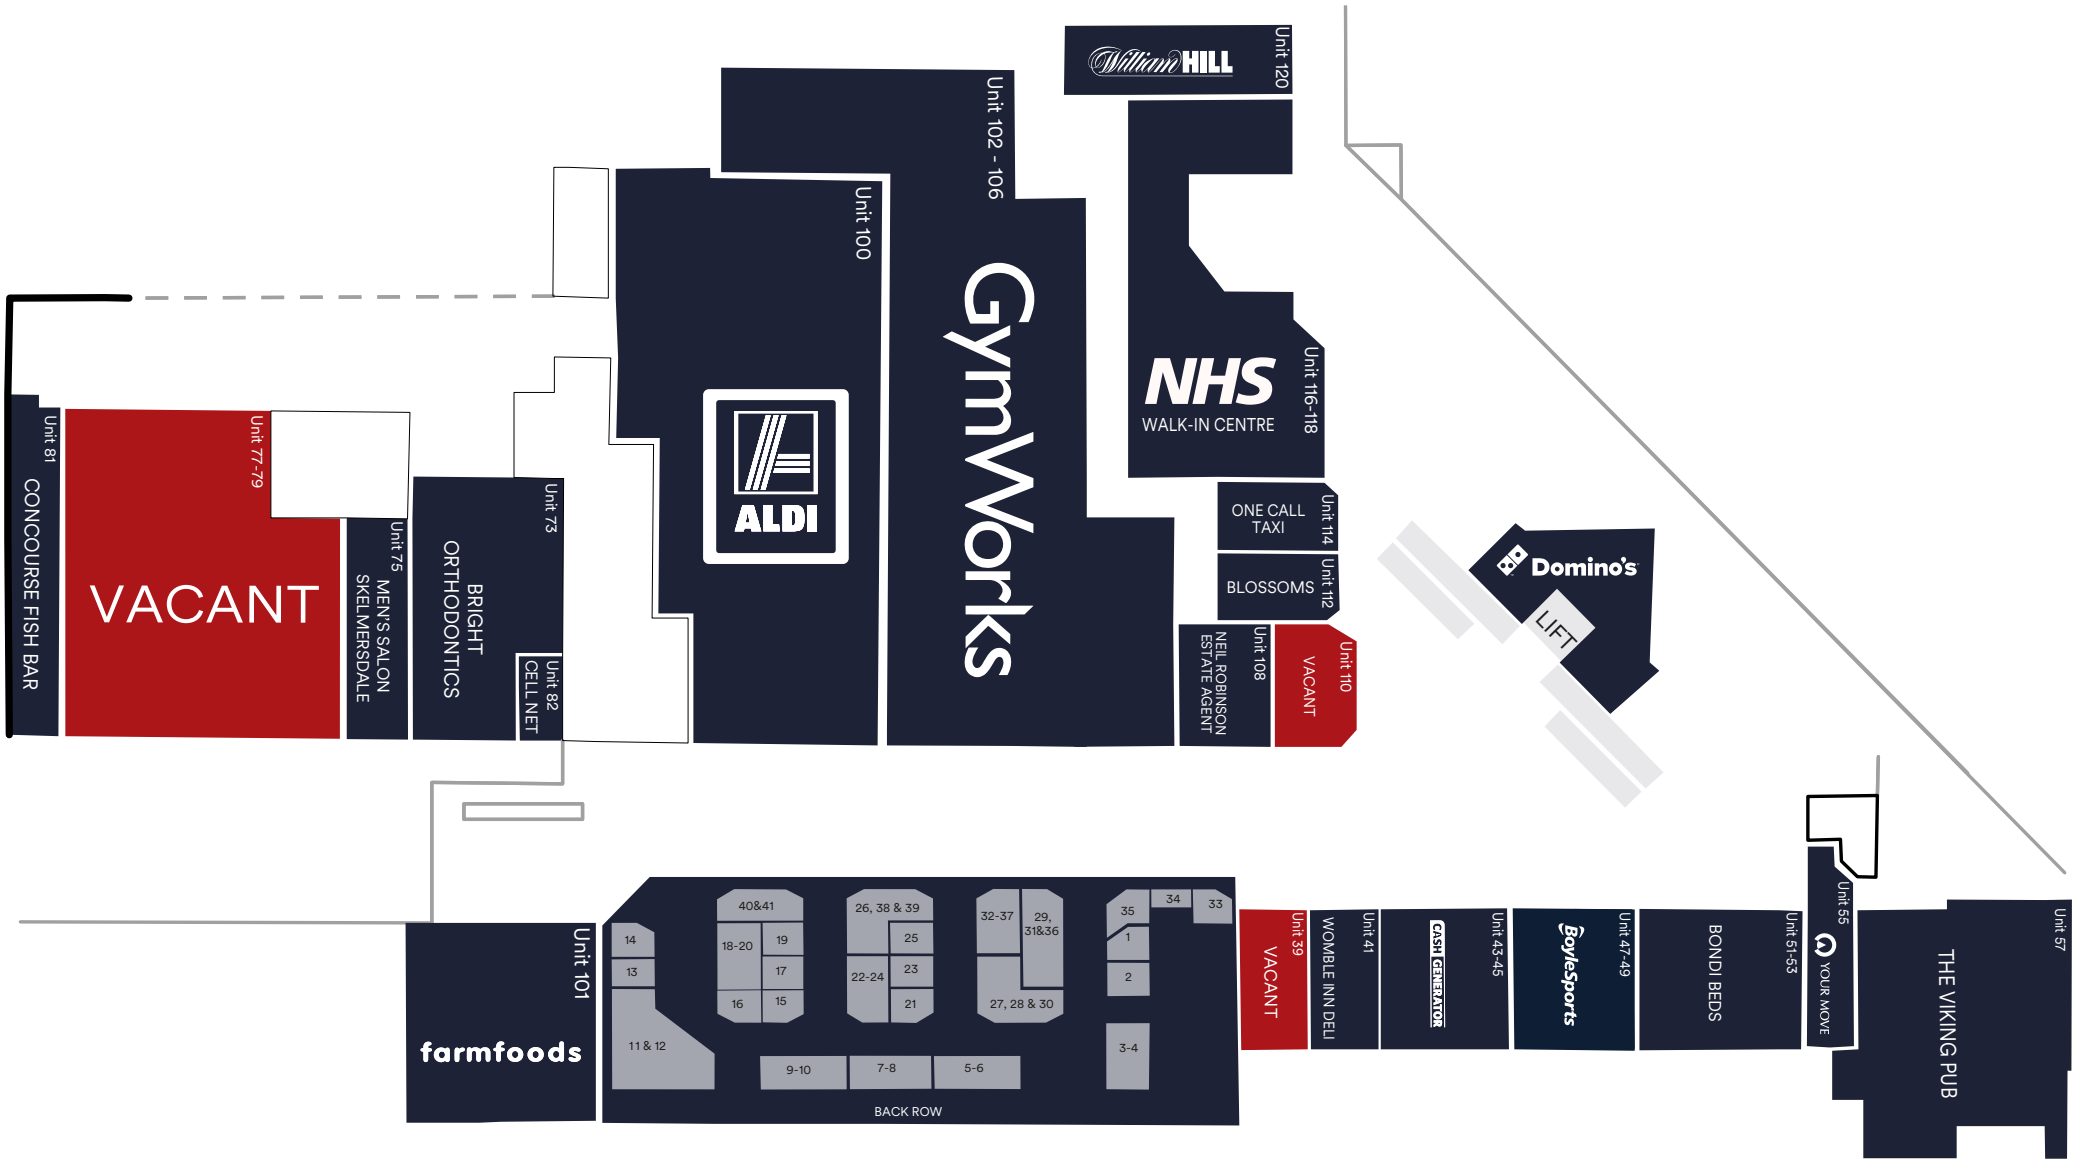 William HILL
Unit 120
Unit 102 - 106
GymWorks
Unit 100
ALDI
NHS
WALK-IN CENTRE
Unit 116-118
ONE CALL
TAXI
Unit 114
BLOSSOMS
Unit 112
NEIL ROBINSON
ESTATE AGENT
Unit 108
VACANT
Unit 110
Domino's
LIFT
Unit 81
CONCOURSE FISH BAR
Unit 77-79
VACANT
Unit 75
MEN'S SALON
SKELMERSDALE
Unit 73
BRIGHT
ORTHODONTICS
Unit 82
CELL NET
Unit 101
farmfoods
14
13
11 & 12
40&41
18-20
19
17
16
15
26, 38 & 39
25
22-24
23
21
32-37
29,
31&36
27, 28 & 30
35
34
33
1
2
3-4
9-10
7-8
5-6
BACK ROW
Unit 39
VACANT
Unit 41
WOMBLE INN DELI
Unit 43-45
CASH GENERATOR
Unit 47-49
BoyleSports
Unit 51-53
BONDI BEDS
Unit 55
YOUR MOVE
Unit 57
THE VIKING PUB